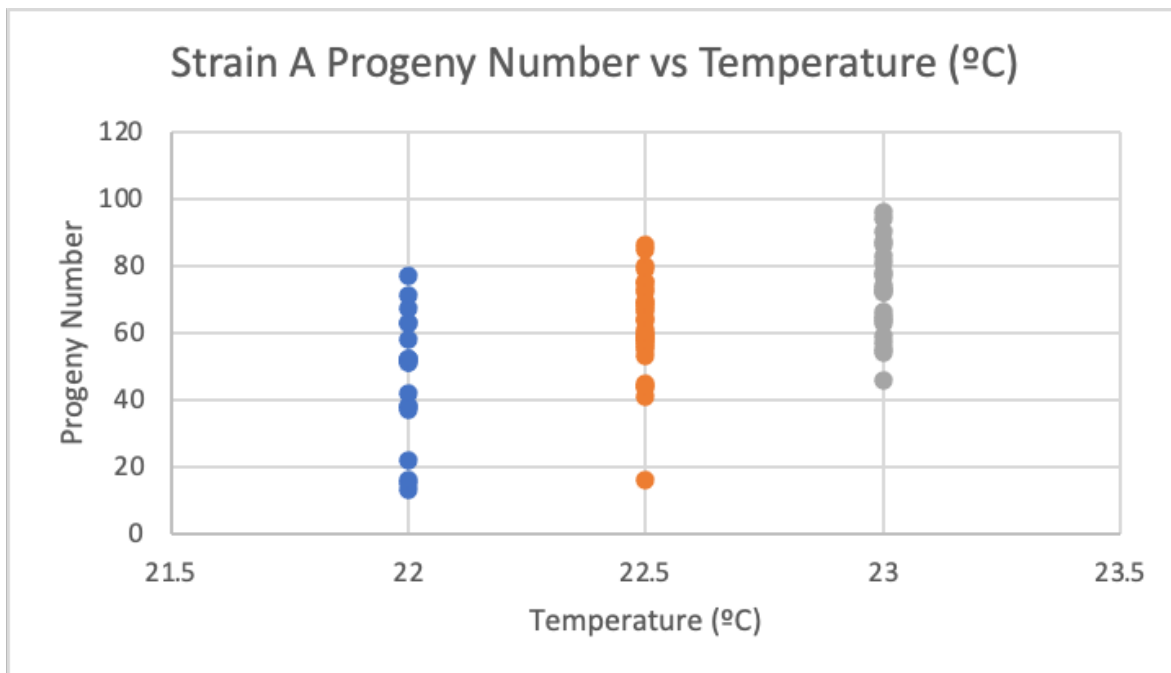 Strain A Progeny Number vs Temperature (ºC)
120
100
80
60
40
20
0
Progeny Number
21.5 22 22.5 23 23.5
Temperature (ºC)